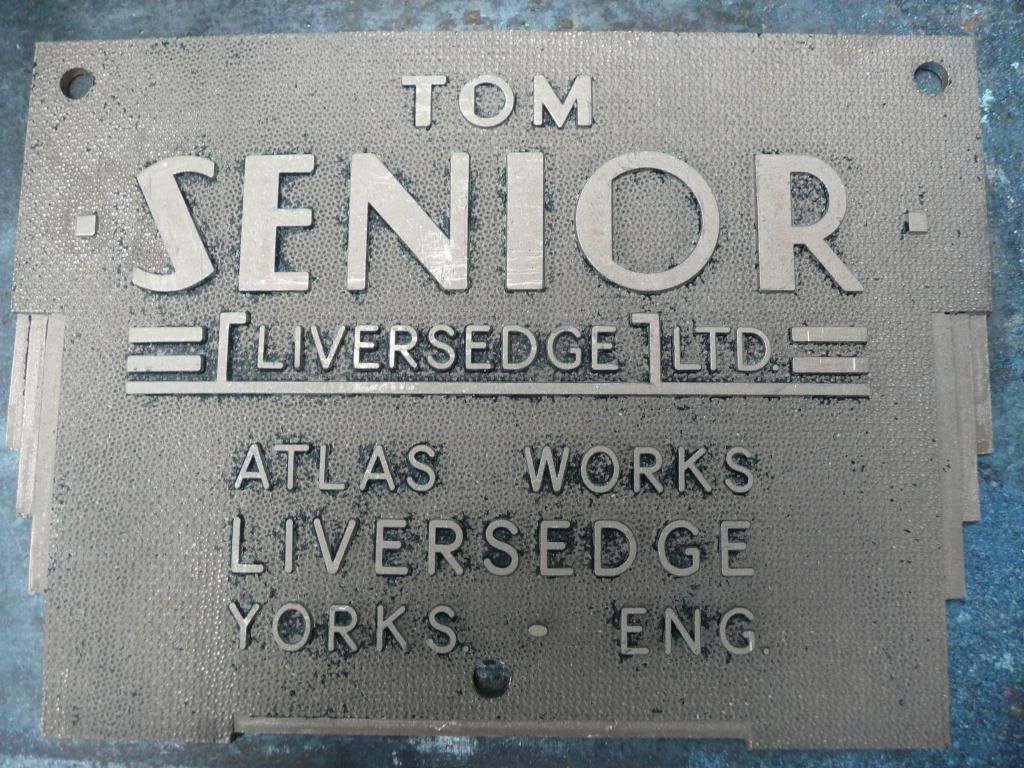 TOM
SENIOR
[LIVERSEDGE] LTD.
ATLAS WORKS
LIVERSEDGE
YORKS. · ENG.